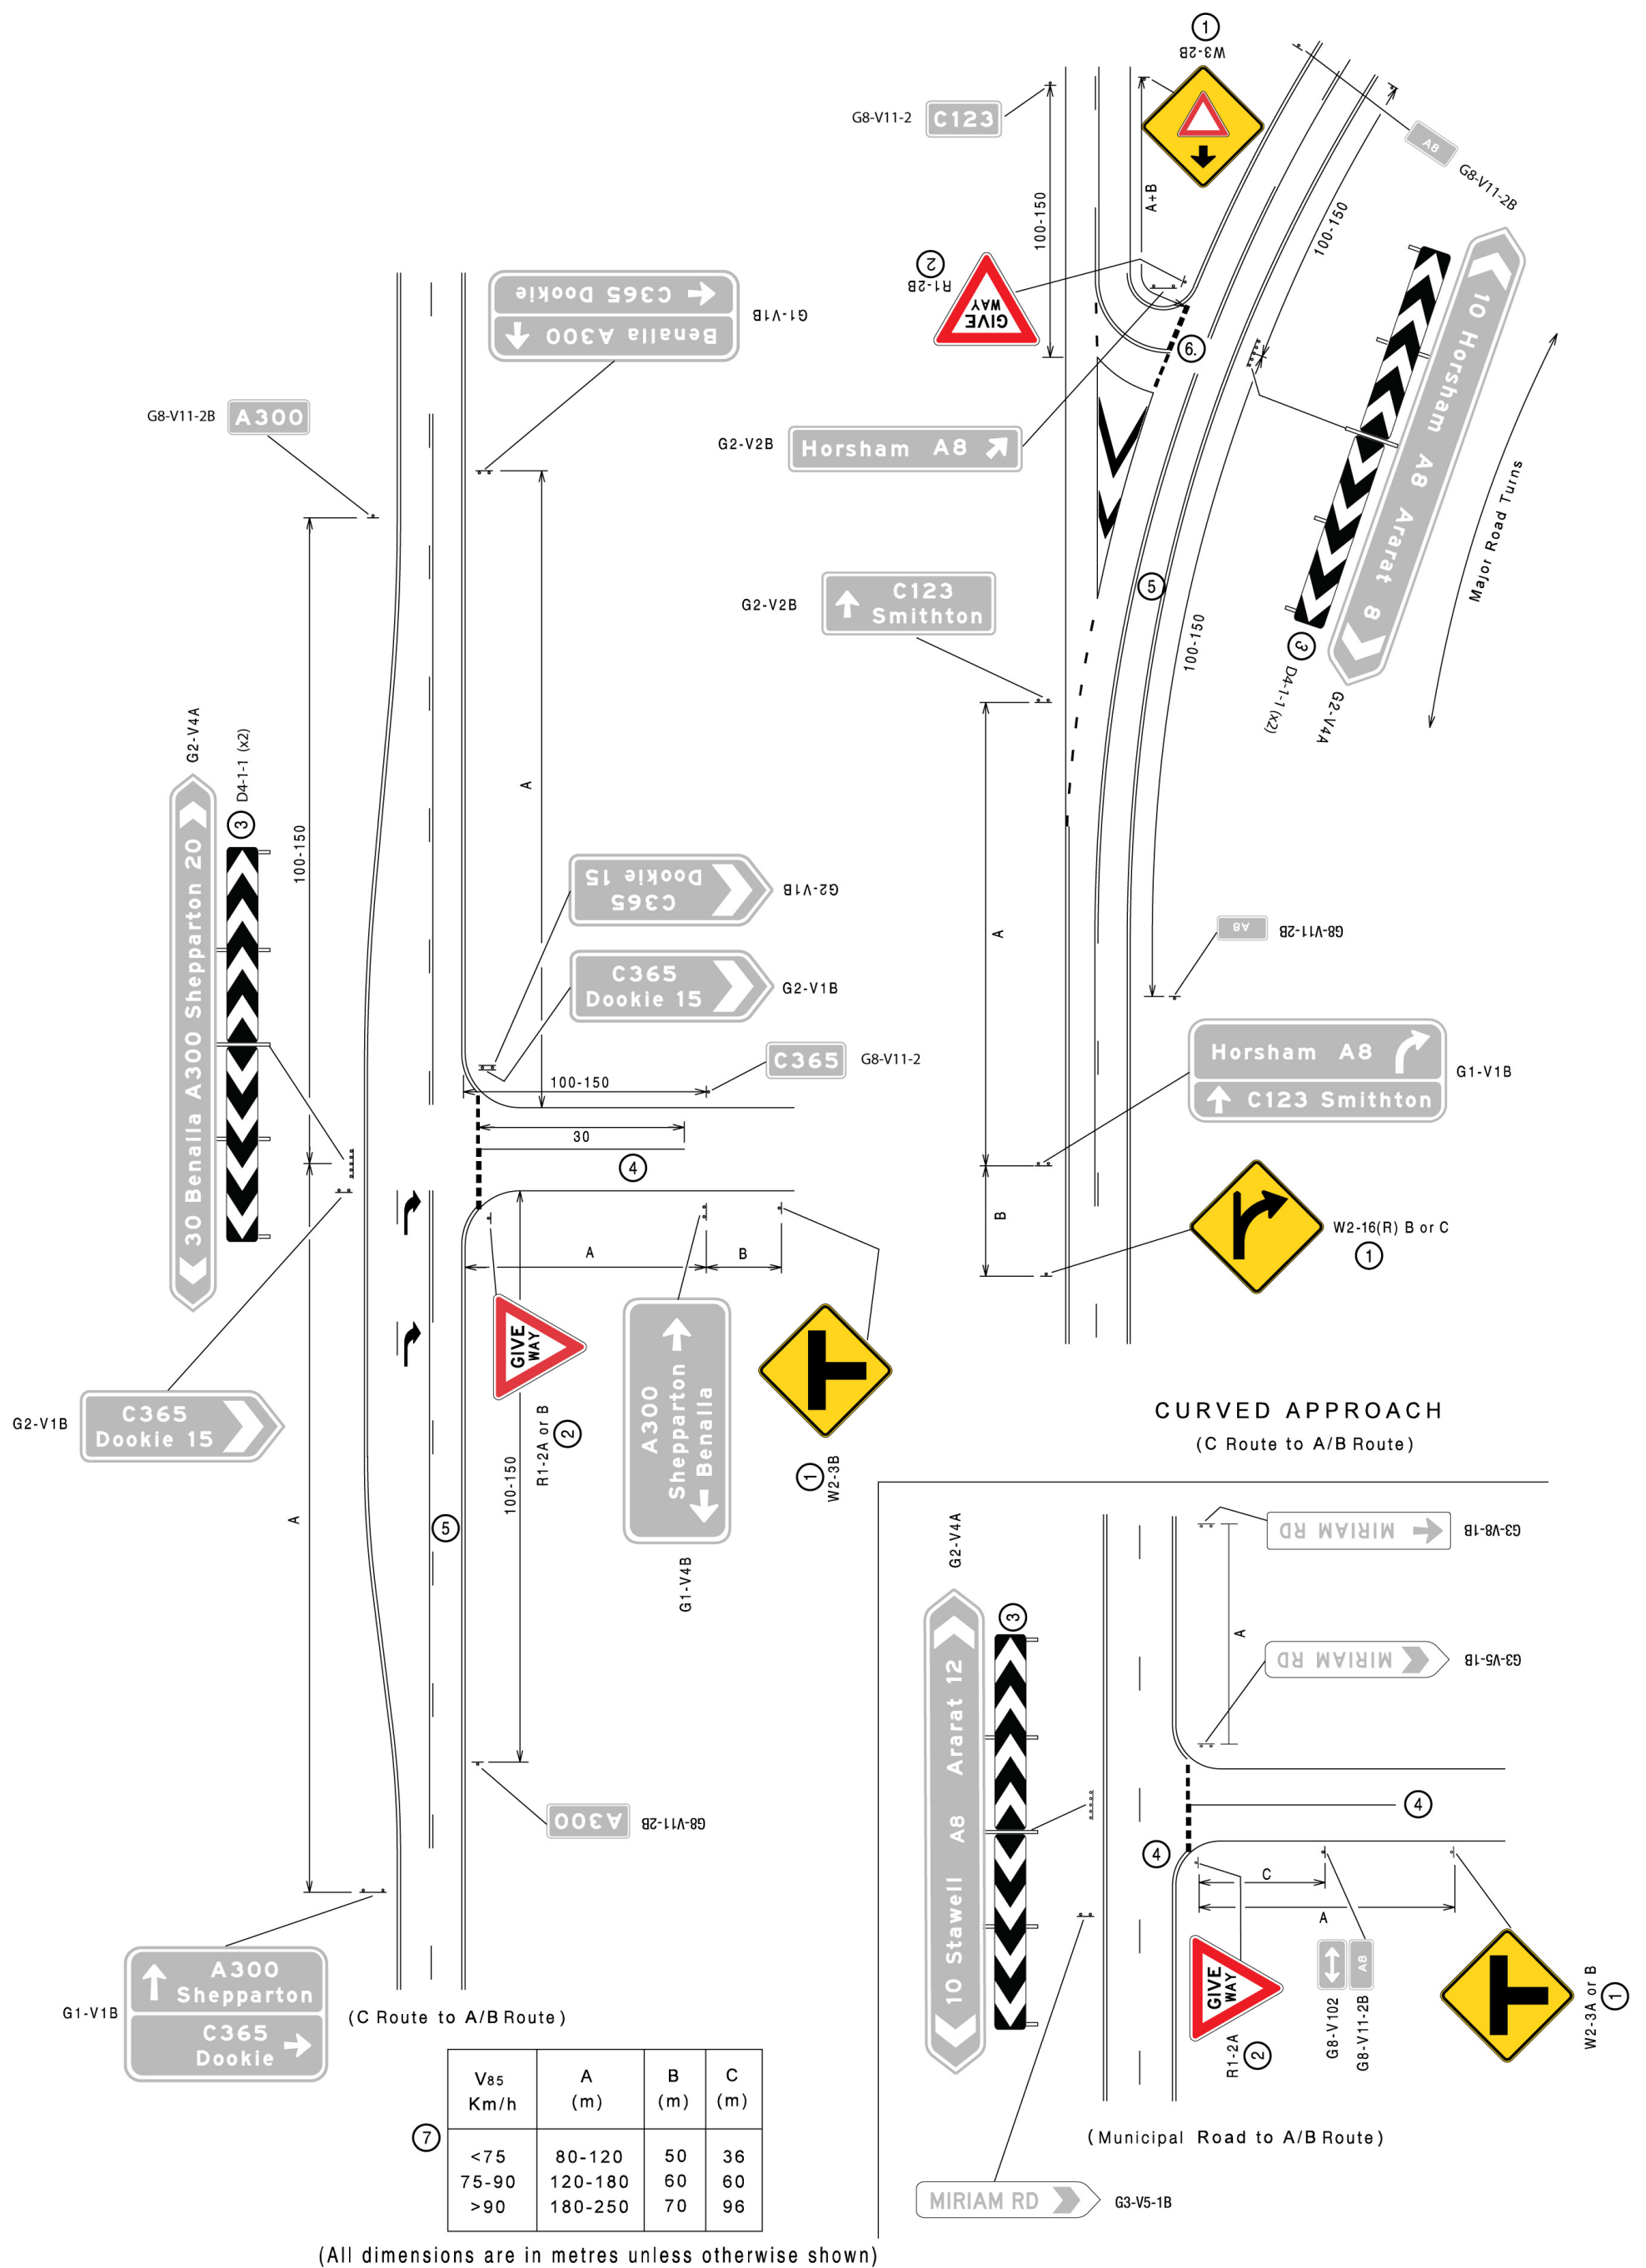 1
W3-2B
G8-V11-2
C123
A8
G8-V11-2B
100-150
A+B
100-150
2
R1-2B
GIVE
WAY
6.
10 Horsham A8 Ararat 8
Major Road Turns
3
D4-1-1 (x2)
G2-V4A
G2-V2B
Horsham A8
G2-V2B
C123
Smithton
5
100-150
A
A8
G8-V11-2B
Horsham A8
C123 Smithton
G1-V1B
B
W2-16(R) B or C
1
CURVED APPROACH
(C Route to A/B Route)
C365 Dookie
Benalla A300
G1-V1B
G8-V11-2B
A300
G2-V4A
D4-1-1 (x2)
3
30 Benalla A300 Shepparton 20
100-150
A
C365
Dookie 15
G2-V1B
C365
Dookie 15
G2-V1B
C365
G8-V11-2
100-150
30
4
A
B
GIVE
WAY
R1-2A or B
2
100-150
A300
Shepparton
Benalla
G1-V4B
1
W2-3B
G2-V1B
C365
Dookie 15
A
5
A300
G8-V11-2B
G1-V1B
A300
Shepparton
C365
Dookie
(C Route to A/B Route)
V85 A B C
Km/h (m) (m) (m)
7
<75 80-120 50 36
75-90 120-180 60 60
>90 180-250 70 96
(All dimensions are in metres unless otherwise shown)
G2-V4A
3
10 Stawell A8 Ararat 12
MIRIAM RD
G3-V8-1B
A
MIRIAM RD
G3-V5-1B
4
4
C
A
GIVE
WAY
R1-2A
2
A8
G8-V102
G8-V11-2B
W2-3A or B
1
(Municipal Road to A/B Route)
MIRIAM RD
G3-V5-1B